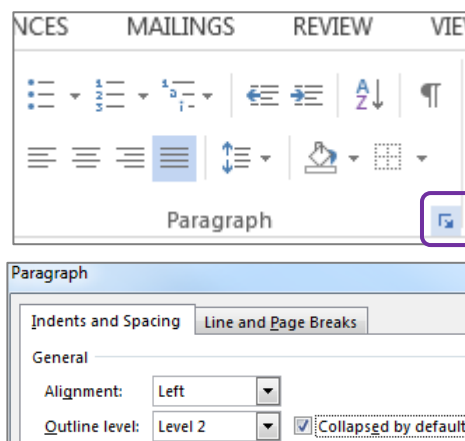 NCES MAILINGS REVIEW VIE
Paragraph
Paragraph
Indents and Spacing Line and Page Breaks
General
Alignment: Left
Outline level: Level 2 Collapsed by default